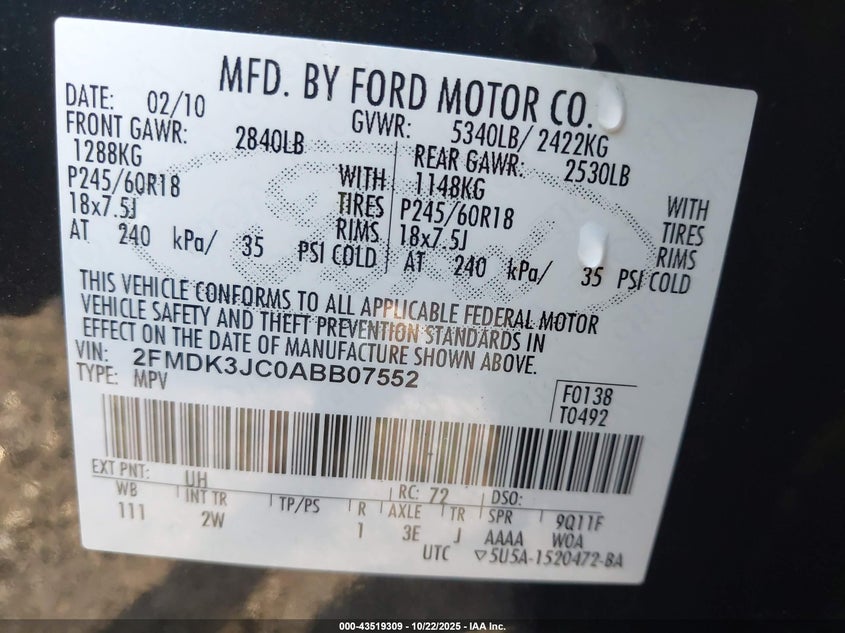 MFD. BY FORD MOTOR CO.
DATE: 02/10 GVWR: 5340LB/ 2422KG
FRONT GAWR: 2840LB REAR GAWR: 2530LB
1288KG WITH 1148KG WITH
P245/60R18 TIRES P245/60R18 TIRES
18x7.5J RIMS 18x7.5J RIMS
AT 240 kPa/ 35 PSI COLD AT 240 kPa/ 35 PSI COLD
THIS VEHICLE CONFORMS TO ALL APPLICABLE FEDERAL MOTOR
VEHICLE SAFETY AND THEFT PREVENTION STANDARDS IN
EFFECT ON THE DATE OF MANUFACTURE SHOWN ABOVE.
VIN: 2FMDK3JC0ABB07552
TYPE: MPV
F0138
T0492
EXT PNT: UH RC: 72 DSO:
WB INT TR TP/PS R AXLE TR SPR 9Q11F
111 2W 1 3E J AAAA WOA
UTC ▽5U5A-1520472-BA
000-43519309 - 10/22/2025 - IAA Inc.